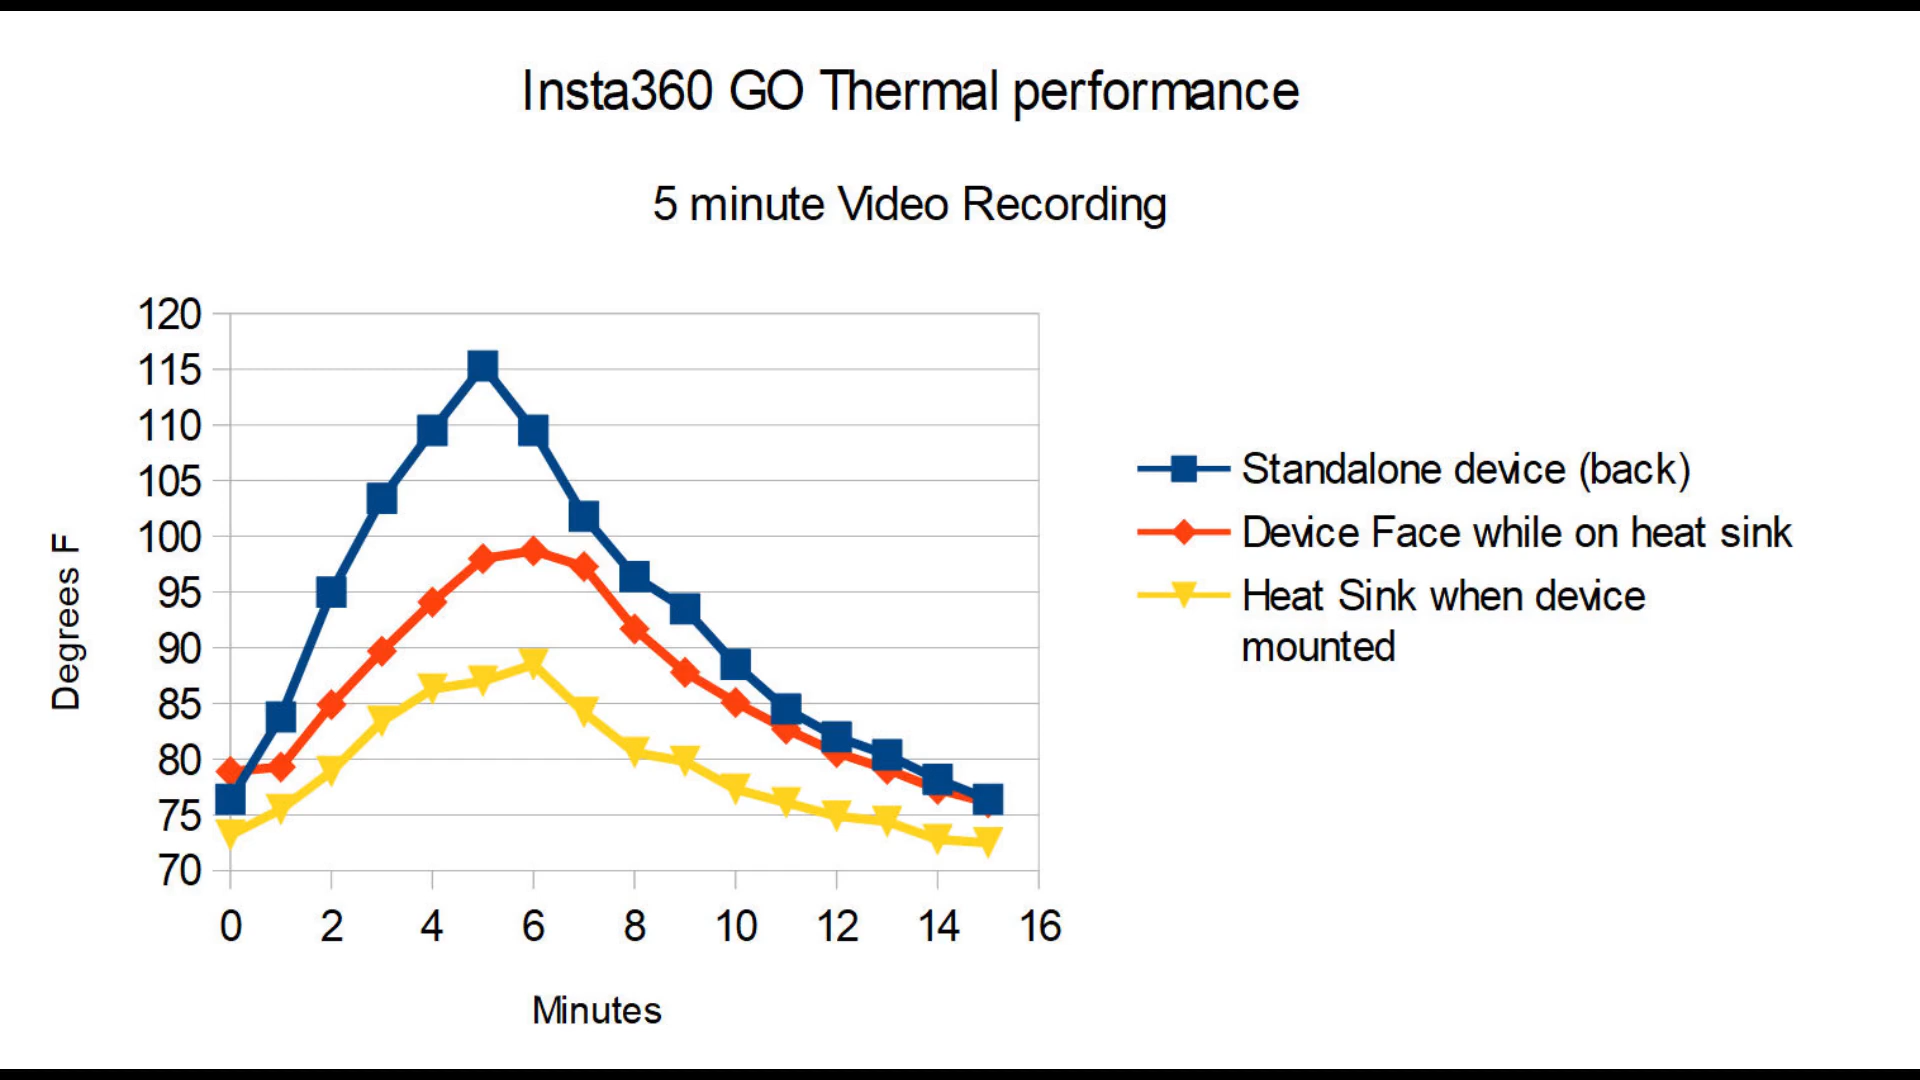 Insta360 GO Thermal performance
5 minute Video Recording
120
115
110
105
100
95
90
85
80
75
70
Degrees F
0 2 4 6 8 10 12 14 16
Minutes
Standalone device (back)
Device Face while on heat sink
Heat Sink when device
mounted